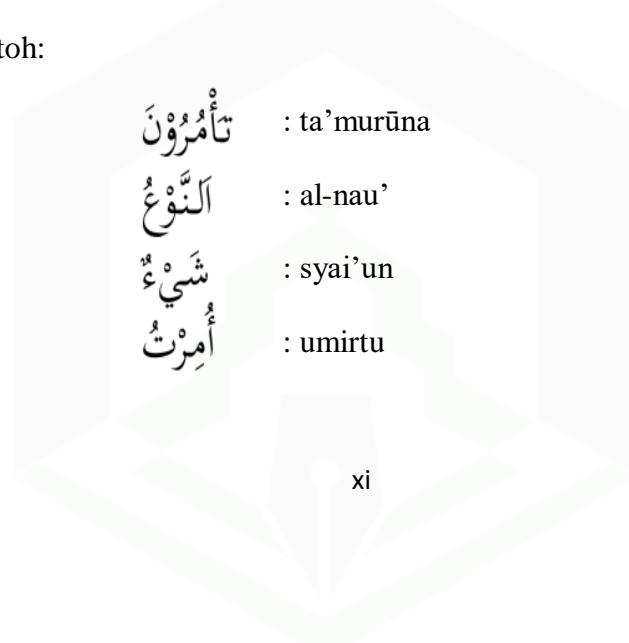 toh:
تَأْمُرُوْنَ : ta’murūna
اَلنَّوْعُ : al-nau’
شَيْءٌ : syai’un
أُمِرْتُ : umirtu
xi